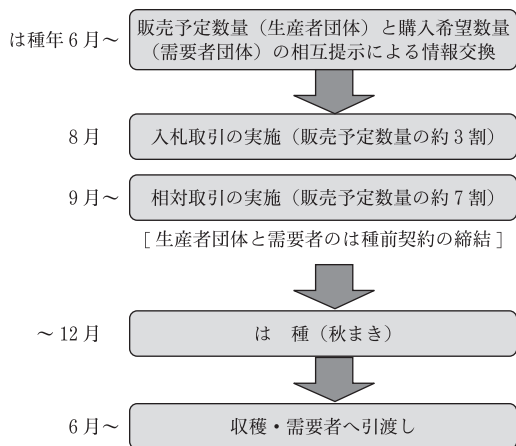 は種年6月～
販売予定数量（生産者団体）と購入希望数量
（需要者団体）の相互提示による情報交換
8月
入札取引の実施（販売予定数量の約3割）
9月～
相対取引の実施（販売予定数量の約7割）
[ 生産者団体と需要者のは種前契約の締結 ]
～12月
は　種（秋まき）
6月～
収穫・需要者へ引渡し